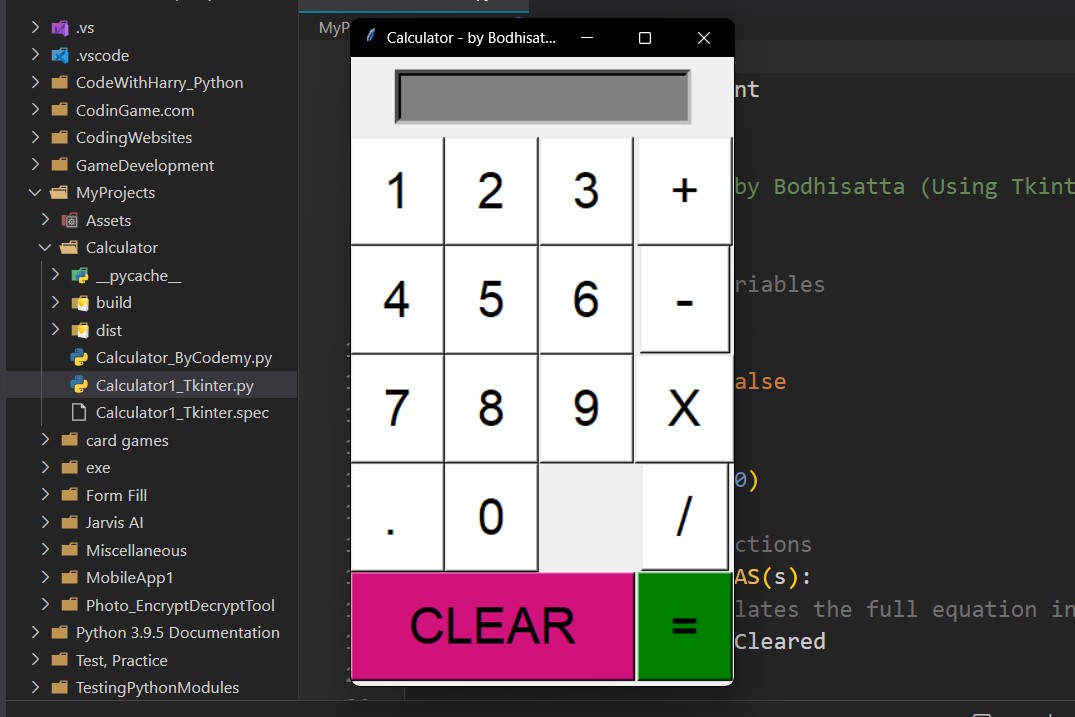 .vs
.vscode
CodeWithHarry_Python
CodinGame.com
CodingWebsites
GameDevelopment
MyProjects
Assets
Calculator
__pycache__
build
dist
Calculator_ByCodemy.py
Calculator1_Tkinter.py
Calculator1_Tkinter.spec
card games
exe
Form Fill
Jarvis AI
Miscellaneous
MobileApp1
Photo_EncryptDecryptTool
Python 3.9.5 Documentation
Test, Practice
TestingPythonModules
MyP
Calculator - by Bodhisat...
1 2 3 +
4 5 6 -
7 8 9 X
. 0 /
CLEAR =
nt
by Bodhisatta (Using Tkint
riables
alse
0)
ctions
AS(s):
lates the full equation in
Cleared